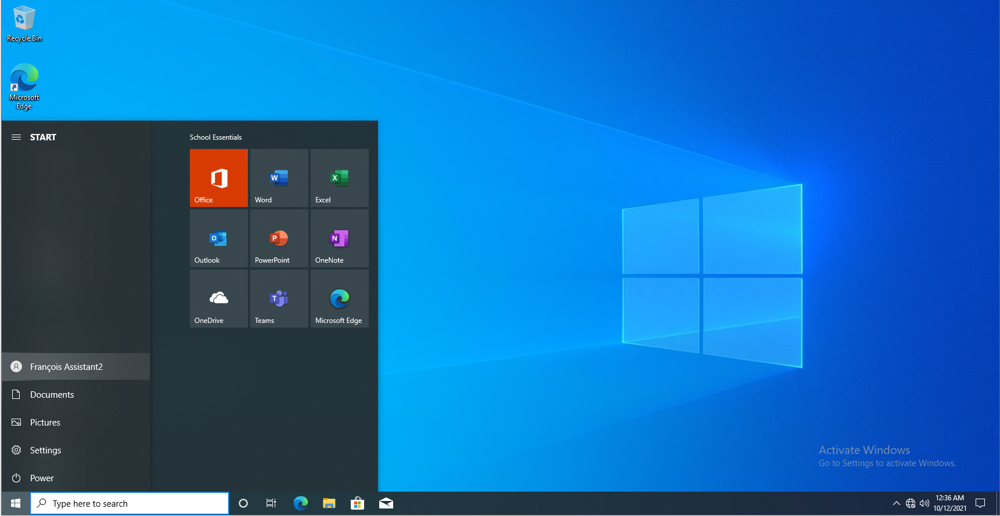 Recycle Bin
Microsoft
Edge
START
School Essentials
Office
Word
Excel
Outlook
PowerPoint
OneNote
OneDrive
Teams
Microsoft Edge
François Assistant2
Documents
Pictures
Settings
Power
Activate Windows
Go to Settings to activate Windows.
Type here to search
12:36 AM
10/12/2021